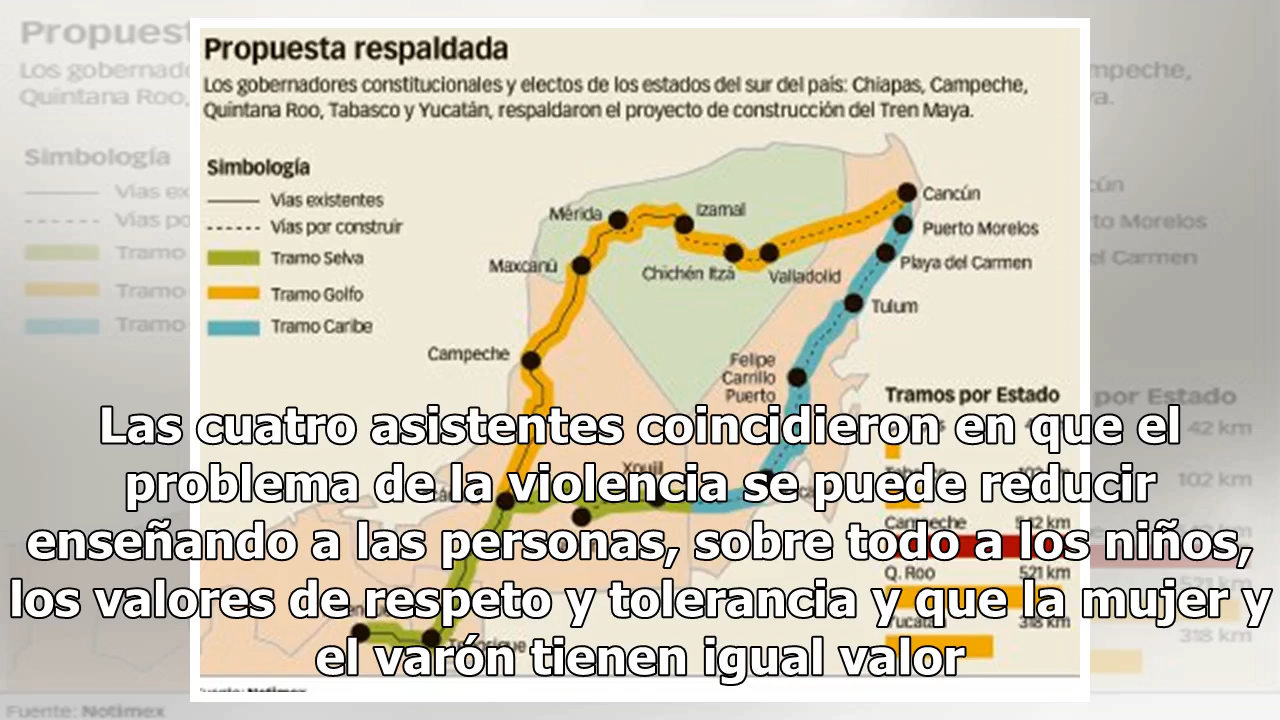 Propuesta respaldada
Los gobernadores constitucionales y electos de los estados del sur del país: Chiapas, Campeche,
Quintana Roo, Tabasco y Yucatán, respaldaron el proyecto de construcción del Tren Maya.
Simbología
Vías existentes
Vías por construir
Tramo Selva
Tramo Golfo
Tramo Caribe
Cancún
Puerto Morelos
Playa del Carmen
Tulum
Mérida
Izamal
Maxcanú
Chichén Itzá
Valladolid
Campeche
Felipe
Carrillo
Puerto
Xpujil
Tramos por Estado
42 km
102 km
Campeche
Q. Roo 521 km
318 km
Las cuatro asistentes coincidieron en que el
problema de la violencia se puede reducir
enseñando a las personas, sobre todo a los niños,
los valores de respeto y tolerancia y que la mujer y
el varón tienen igual valor
Fuente: Notimex